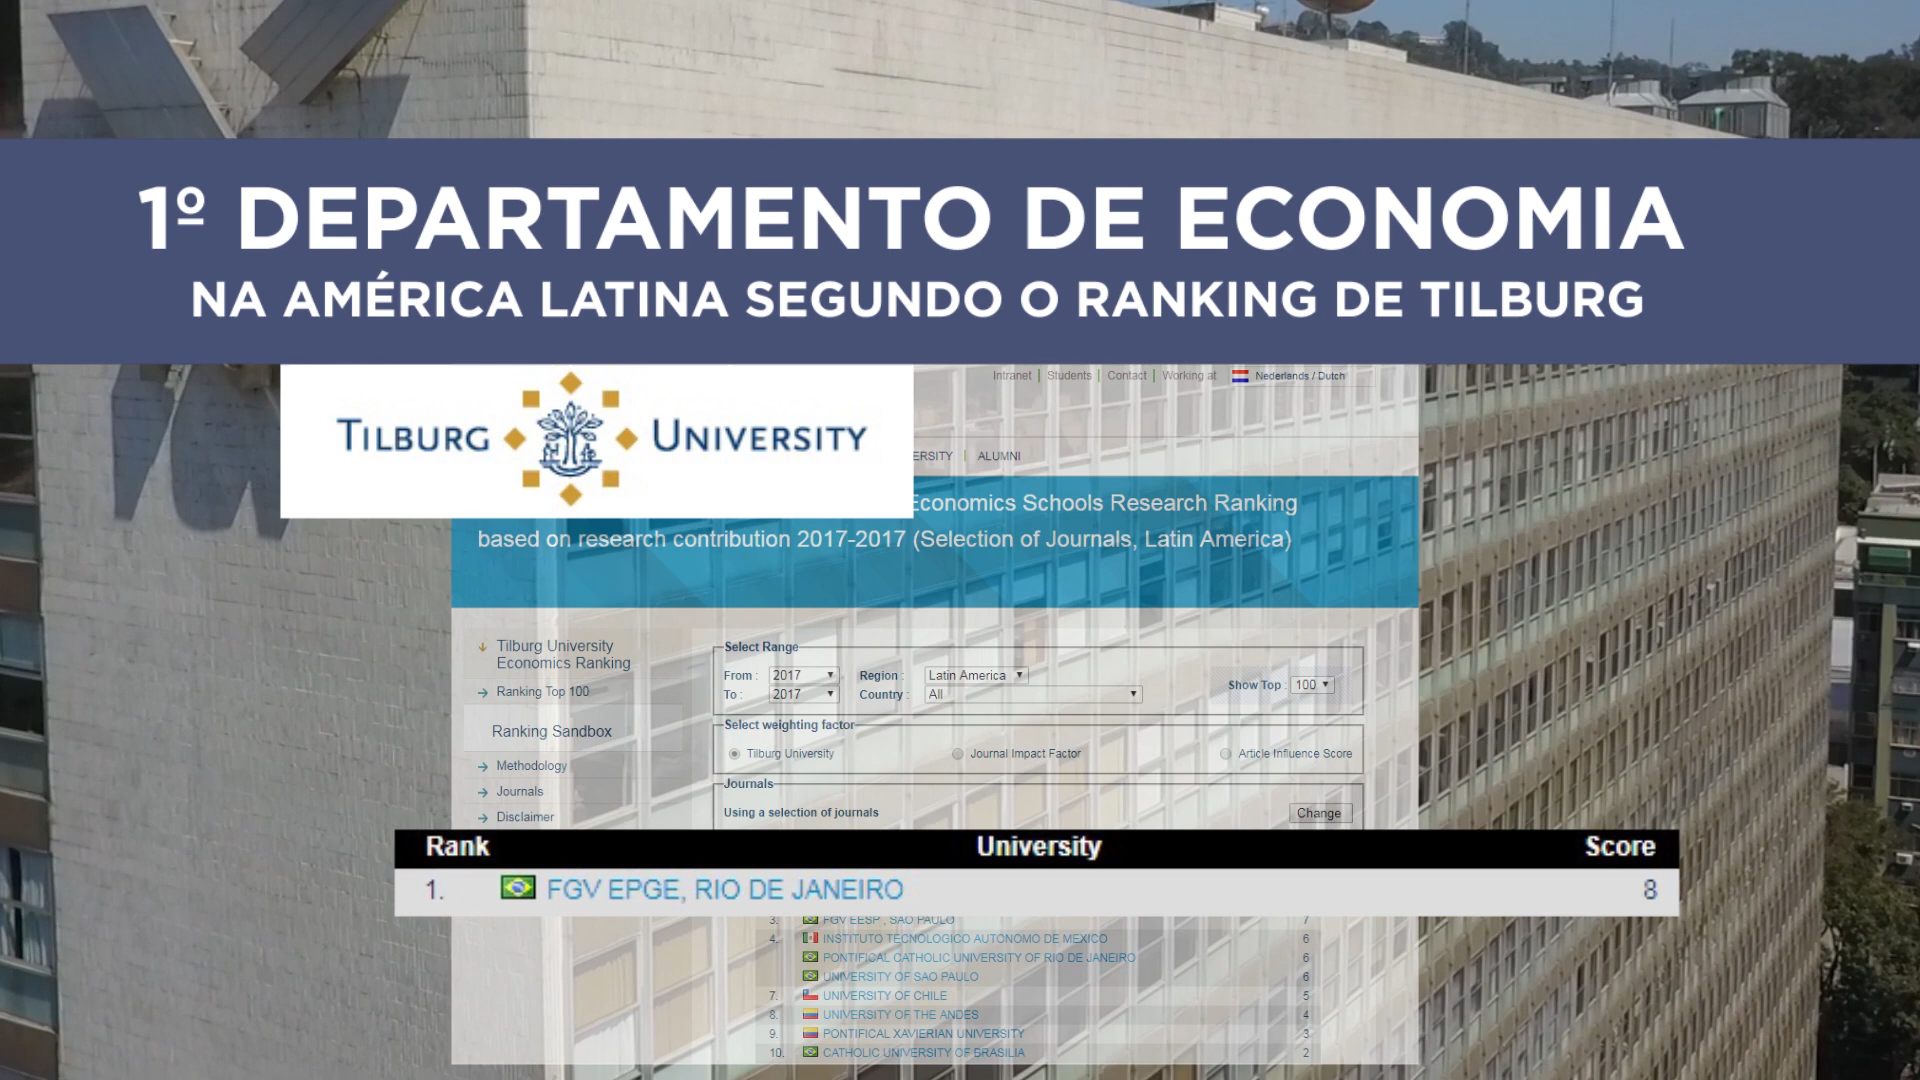 1º DEPARTAMENTO DE ECONOMIA
NA AMÉRICA LATINA SEGUNDO O RANKING DE TILBURG
TILBURG UNIVERSITY
Intranet | Students | Contact | Working at Nederlands / Dutch
ERSITY | ALUMNI
Economics Schools Research Ranking
based on research contribution 2017-2017 (Selection of Journals, Latin America)
Tilburg University
Economics Ranking
Ranking Top 100
Ranking Sandbox
Methodology
Journals
Disclaimer
Select Range
From : 2017 Region : Latin America
To : 2017 Country : All
Show Top : 100
Select weighting factor
Tilburg University Journal Impact Factor Article Influence Score
Journals
Using a selection of journals Change
Rank University Score
1. FGV EPGE, RIO DE JANEIRO 8
3. FGV EESP , SAO PAULO 7
4. INSTITUTO TECNOLOGICO AUTONOMO DE MEXICO 6
PONTIFICAL CATHOLIC UNIVERSITY OF RIO DE JANEIRO 6
UNIVERSITY OF SAO PAULO 6
7. UNIVERSITY OF CHILE 5
8. UNIVERSITY OF THE ANDES 4
9. PONTIFICAL XAVIERIAN UNIVERSITY 3
10. CATHOLIC UNIVERSITY OF BRASILIA 2